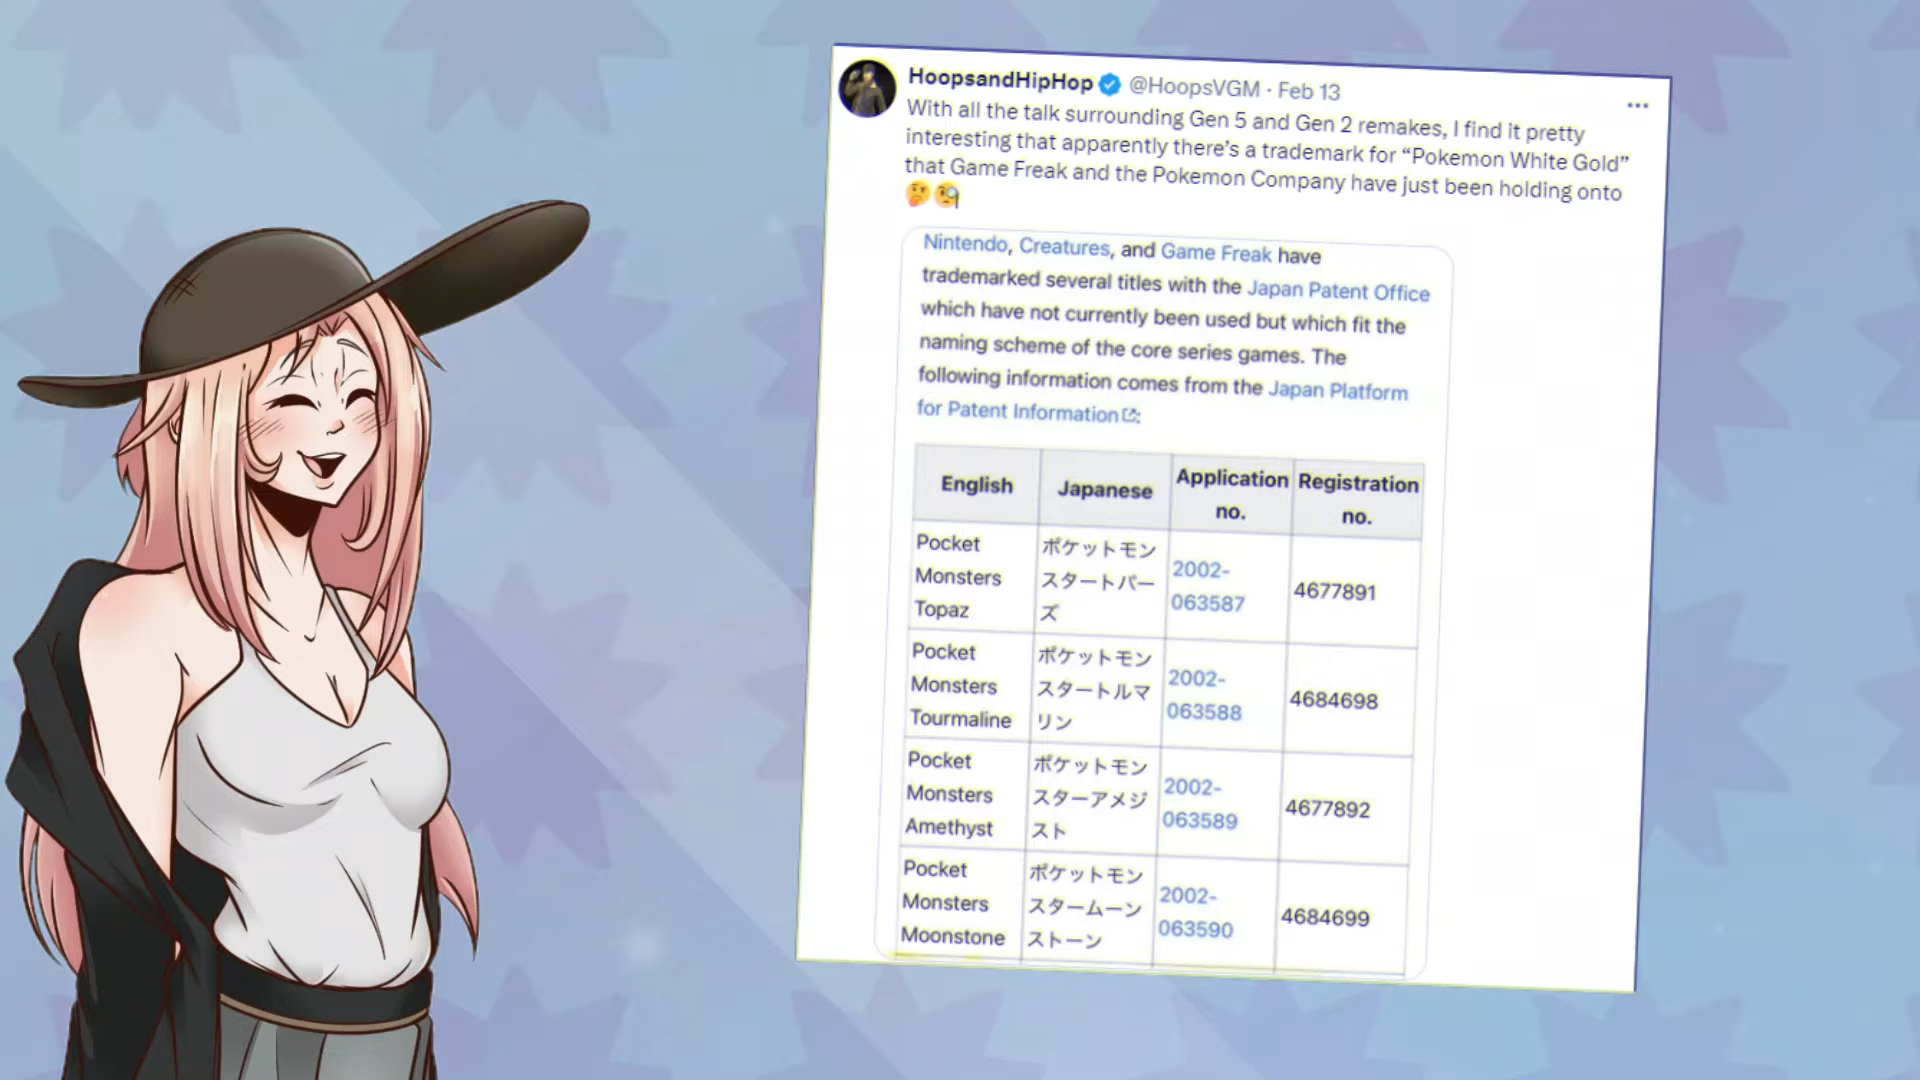 HoopsandHipHop @HoopsVGM · Feb 13
With all the talk surrounding Gen 5 and Gen 2 remakes, I find it pretty
interesting that apparently there's a trademark for “Pokemon White Gold”
that Game Freak and the Pokemon Company have just been holding onto
🤔🧐
Nintendo, Creatures, and Game Freak have
trademarked several titles with the Japan Patent Office
which have not currently been used but which fit the
naming scheme of the core series games. The
following information comes from the Japan Platform
for Patent Information:
English Japanese Application no. Registration no.
Pocket Monsters Topaz ポケットモンスタートパーズ 2002-063587 4677891
Pocket Monsters Tourmaline ポケットモンスタートルマリン 2002-063588 4684698
Pocket Monsters Amethyst ポケットモンスターアメジスト 2002-063589 4677892
Pocket Monsters Moonstone ポケットモンスタームーンストーン 2002-063590 4684699